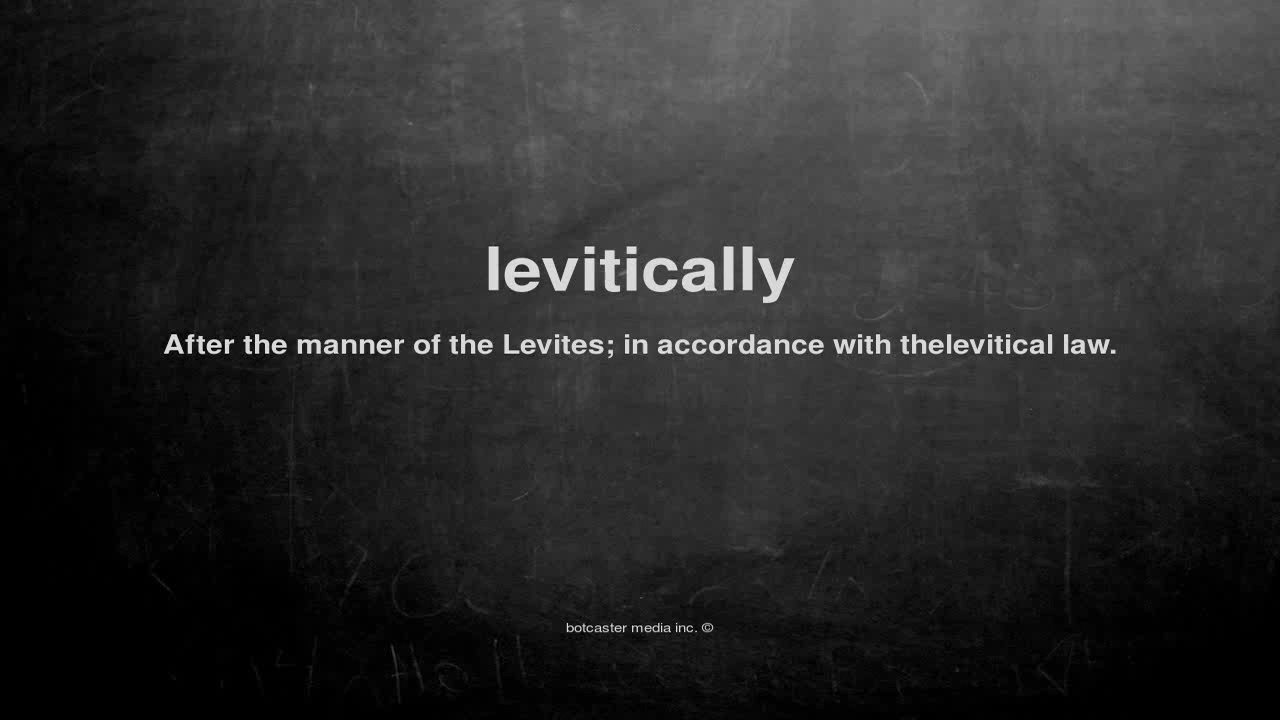 levitically
After the manner of the Levites; in accordance with thelevitical law.
botcaster media inc. ©